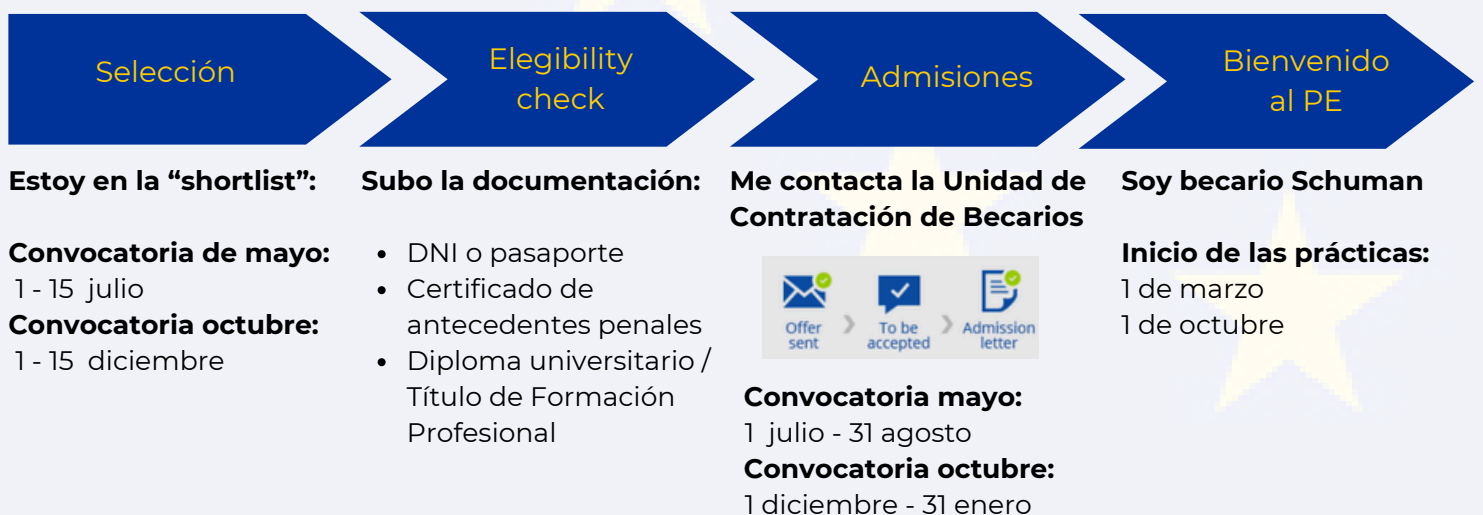 Selección
Elegibility
check
Admisiones
Bienvenido
al PE
Estoy en la “shortlist”:
Convocatoria de mayo:
1 - 15 julio
Convocatoria octubre:
1 - 15 diciembre
Subo la documentación:
• DNI o pasaporte
• Certificado de
antecedentes penales
• Diploma universitario /
Título de Formación
Profesional
Me contacta la Unidad de
Contratación de Becarios
Offer
sent
To be
accepted
Admission
letter
Convocatoria mayo:
1 julio - 31 agosto
Convocatoria octubre:
1 diciembre - 31 enero
Soy becario Schuman
Inicio de las prácticas:
1 de marzo
1 de octubre